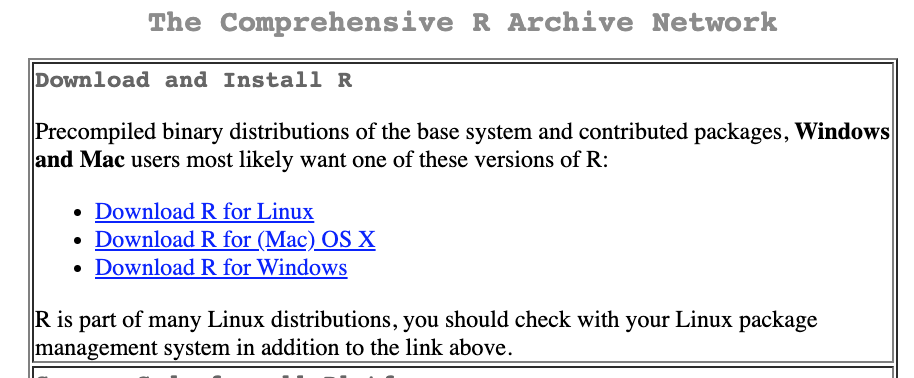 The Comprehensive R Archive Network
Download and Install R
Precompiled binary distributions of the base system and contributed packages, Windows
and Mac users most likely want one of these versions of R:
• Download R for Linux
• Download R for (Mac) OS X
• Download R for Windows
R is part of many Linux distributions, you should check with your Linux package
management system in addition to the link above.